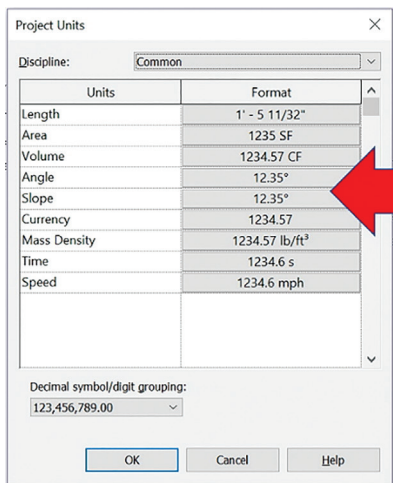 Project Units
Discipline: Common
Units Format
Length 1' - 5 11/32"
Area 1235 SF
Volume 1234.57 CF
Angle 12.35°
Slope 12.35°
Currency 1234.57
Mass Density 1234.57 lb/ft³
Time 1234.6 s
Speed 1234.6 mph
Decimal symbol/digit grouping:
123,456,789.00
OK Cancel Help